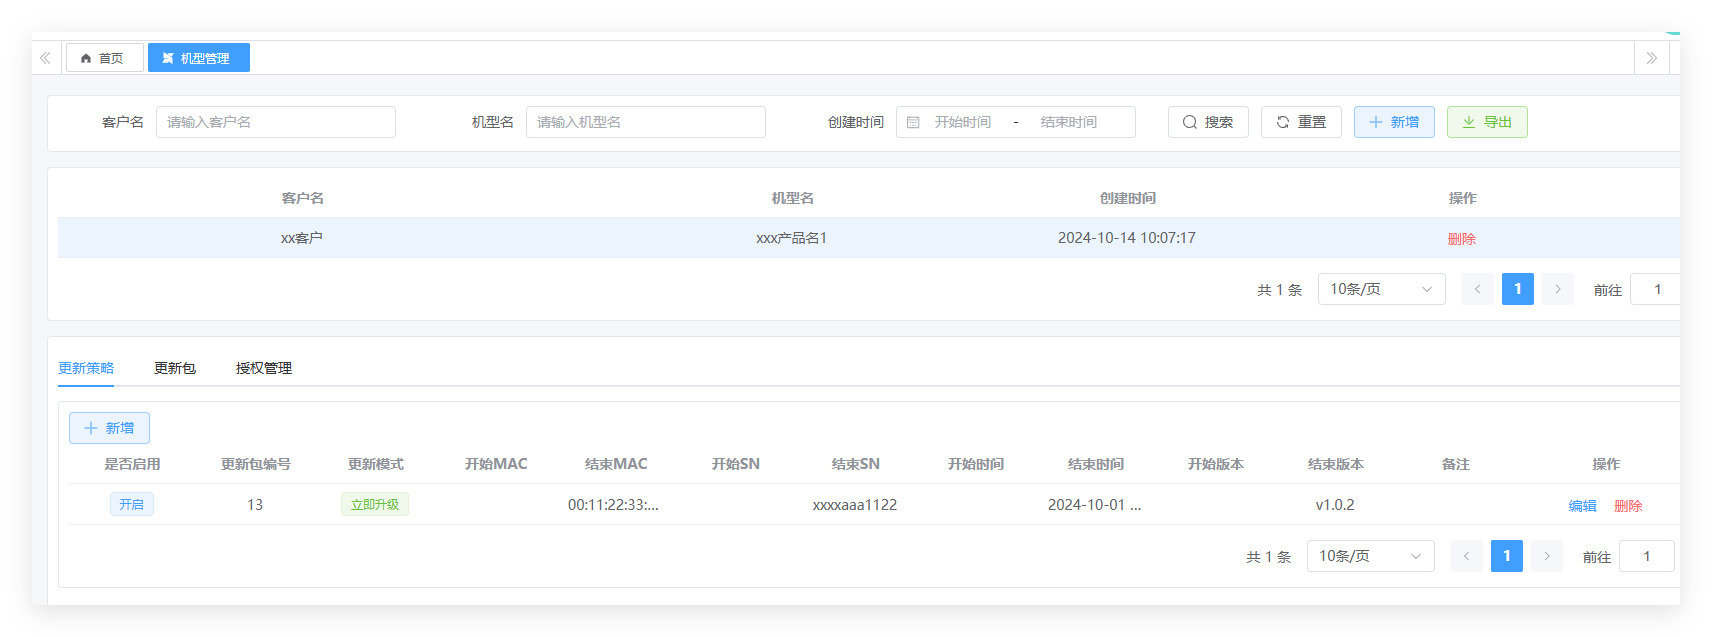 首页 机型管理
客户名 请输入客户名 机型名 请输入机型名 创建时间 开始时间 - 结束时间 搜索 重置 新增 导出
客户名 机型名 创建时间 操作
xx客户 xxx产品名1 2024-10-14 10:07:17 删除
共 1 条 10条/页 1 前往 1
更新策略 更新包 授权管理
新增
是否启用 更新包编号 更新模式 开始MAC 结束MAC 开始SN 结束SN 开始时间 结束时间 开始版本 结束版本 备注 操作
开启 13 立即升级 00:11:22:33:... xxxxaaa1122 2024-10-01 ... v1.0.2 编辑 删除
共 1 条 10条/页 1 前往 1